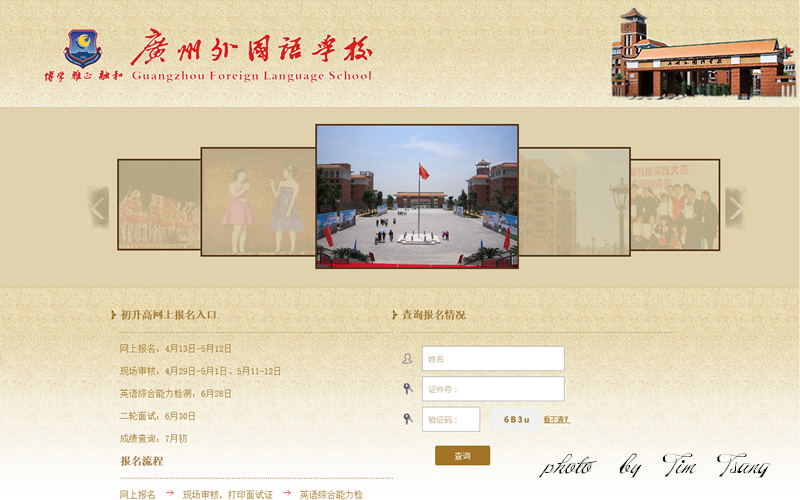 廣州外國語學校
博学 雅正 融和
Guangzhou Foreign Language School
初升高网上报名入口
网上报名：4月13日-5月12日
现场审核：4月29日-5月1日、5月11-12日
英语综合能力检测：6月28日
二轮面试：6月30日
成绩查询：7月初
报名流程
网上报名 → 现场审核，打印面试证 → 英语综合能力检
查询报名情况
姓名
证件号：
验证码：
6B3u
看不清？
查询
photo by Tim Tsang